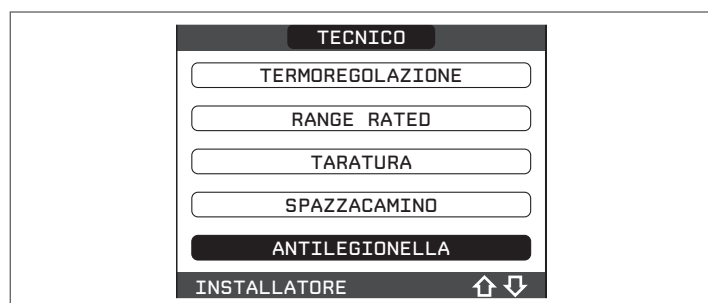 TECNICO
TERMOREGOLAZIONE
RANGE RATED
TARATURA
SPAZZACAMINO
ANTILEGIONELLA
INSTALLATORE